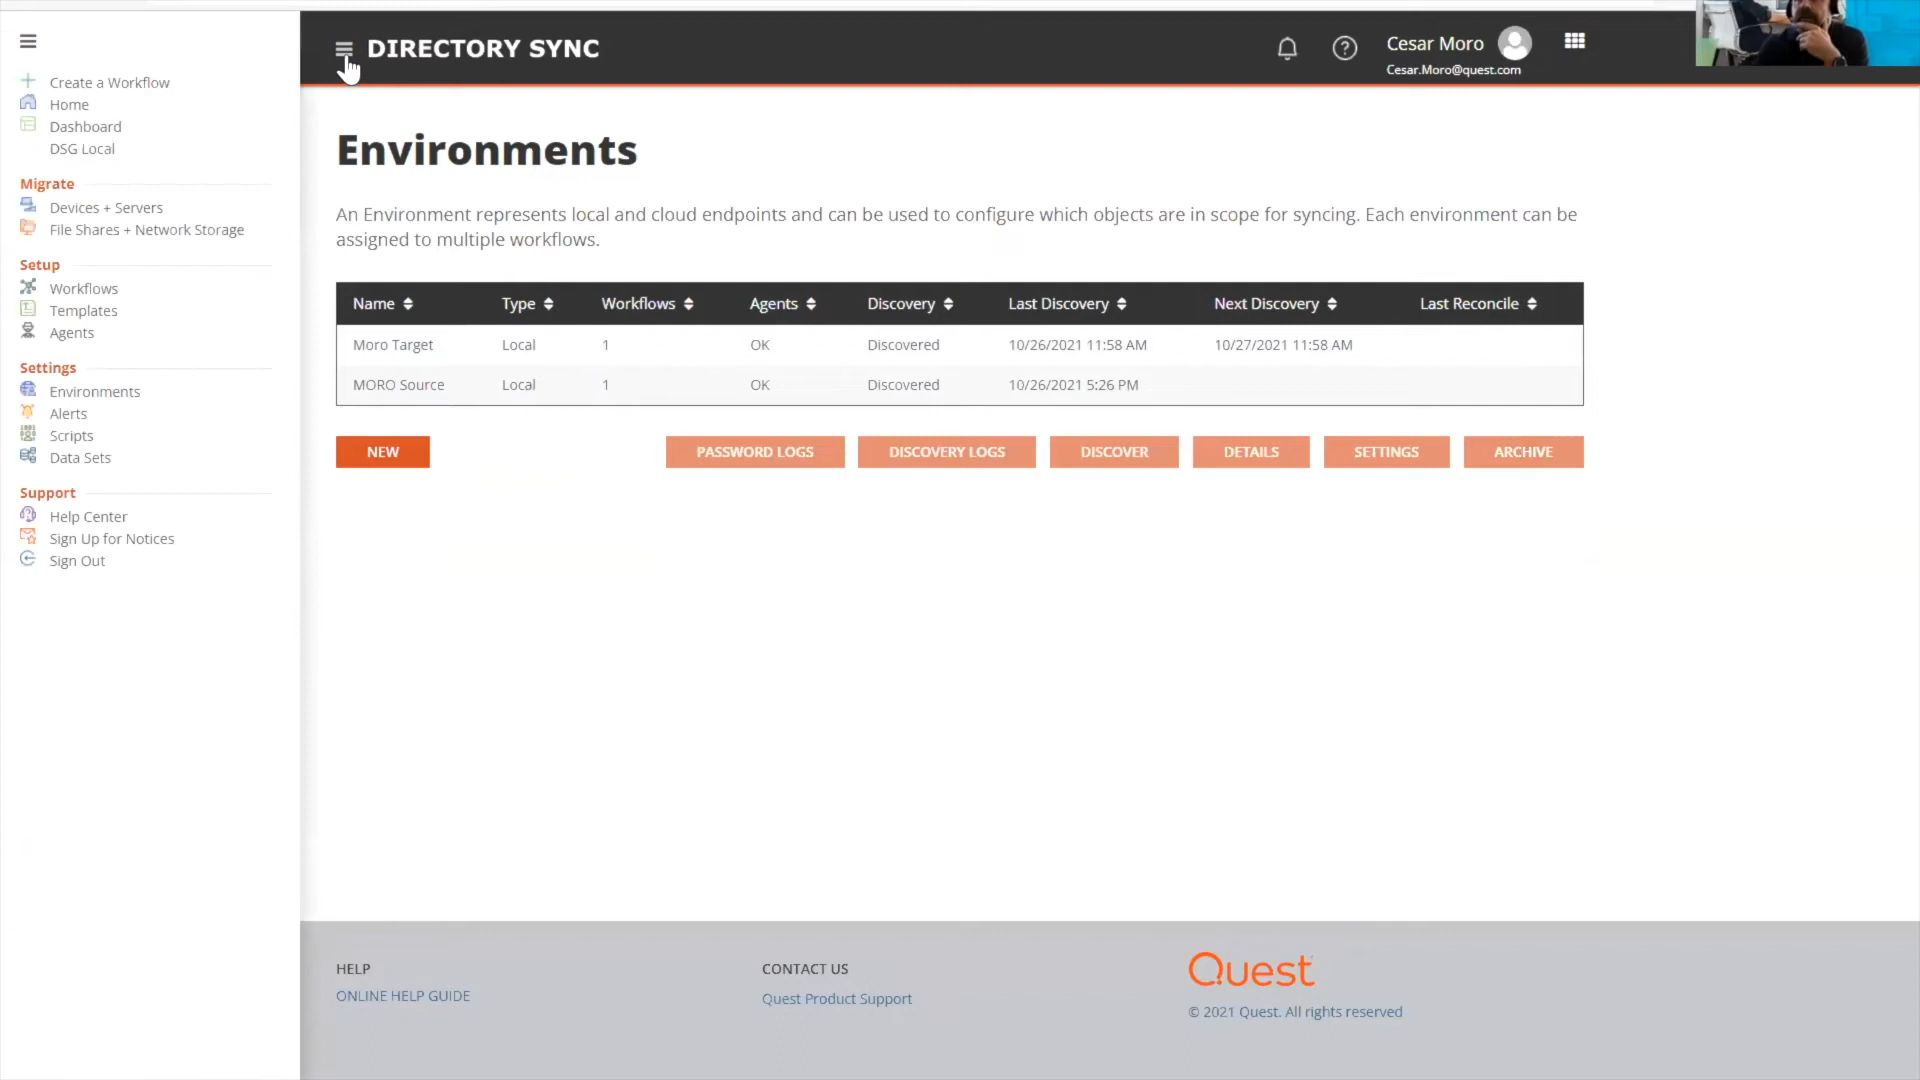 Create a Workflow
Home
Dashboard
DSG Local
Migrate
Devices + Servers
File Shares + Network Storage
Setup
Workflows
Templates
Agents
Settings
Environments
Alerts
Scripts
Data Sets
Support
Help Center
Sign Up for Notices
Sign Out
DIRECTORY SYNC
Cesar Moro
Cesar.Moro@quest.com
Environments
An Environment represents local and cloud endpoints and can be used to configure which objects are in scope for syncing. Each environment can be
assigned to multiple workflows.
Name Type Workflows Agents Discovery Last Discovery Next Discovery Last Reconcile
Moro Target Local 1 OK Discovered 10/26/2021 11:58 AM 10/27/2021 11:58 AM
MORO Source Local 1 OK Discovered 10/26/2021 5:26 PM
NEW PASSWORD LOGS DISCOVERY LOGS DISCOVER DETAILS SETTINGS ARCHIVE
HELP
ONLINE HELP GUIDE
CONTACT US
Quest Product Support
Quest
© 2021 Quest. All rights reserved